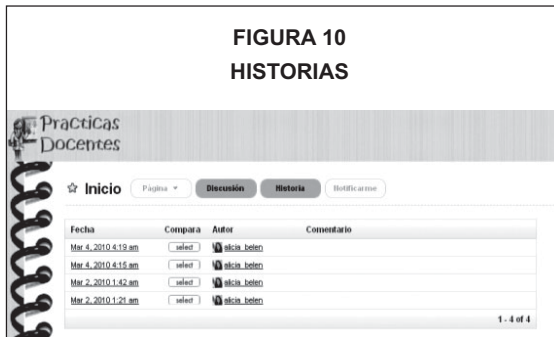 FIGURA 10
HISTORIAS
Practicas
Docentes
Inicio Página Discusión Historia Notificarme
Fecha Compara Autor Comentario
Mar 4, 2010 4:19 am select alicia_belen
Mar 4, 2010 4:15 am select alicia_belen
Mar 2, 2010 1:42 am select alicia_belen
Mar 2, 2010 1:21 am select alicia_belen
1 - 4 of 4